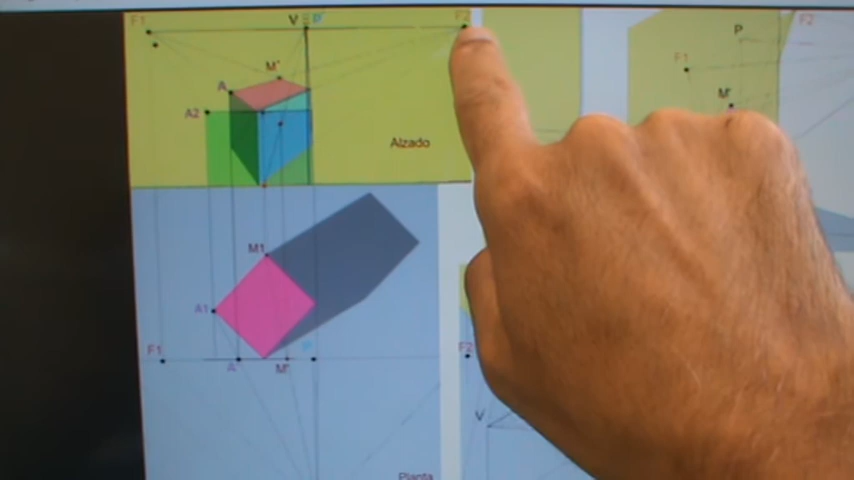 F1 V P' F2
M'
A
A2
Alzado
M1
A1
F1
A' M'
Planta
P
F2
F1
M'
F2
V